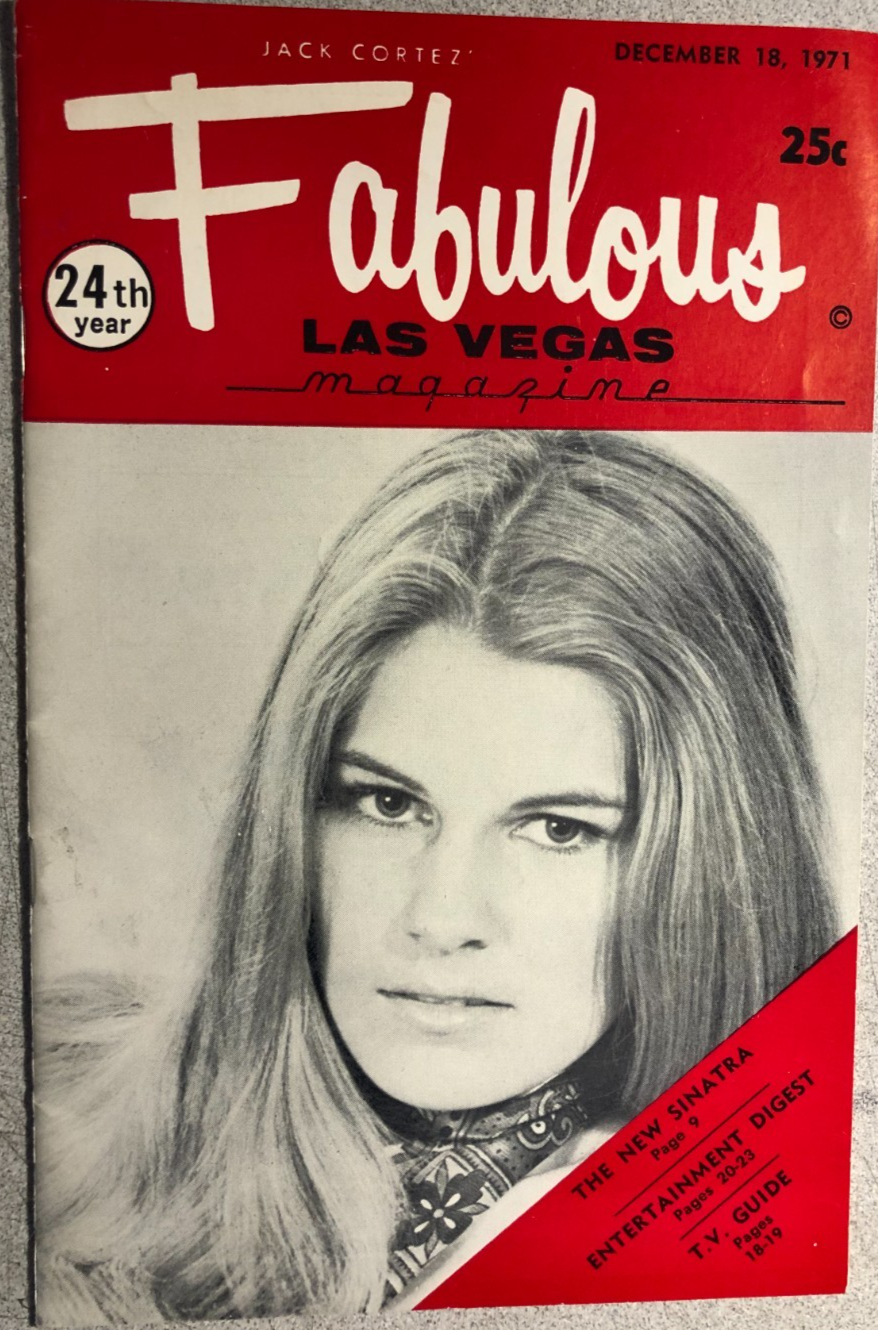 JACK CORTEZ'
DECEMBER 18, 1971
Fabulous
25c
24th
year
©
LAS VEGAS
magazine
THE NEW SINATRA
Page 9
ENTERTAINMENT DIGEST
Pages 20-23
T.V. GUIDE
Pages
18-19